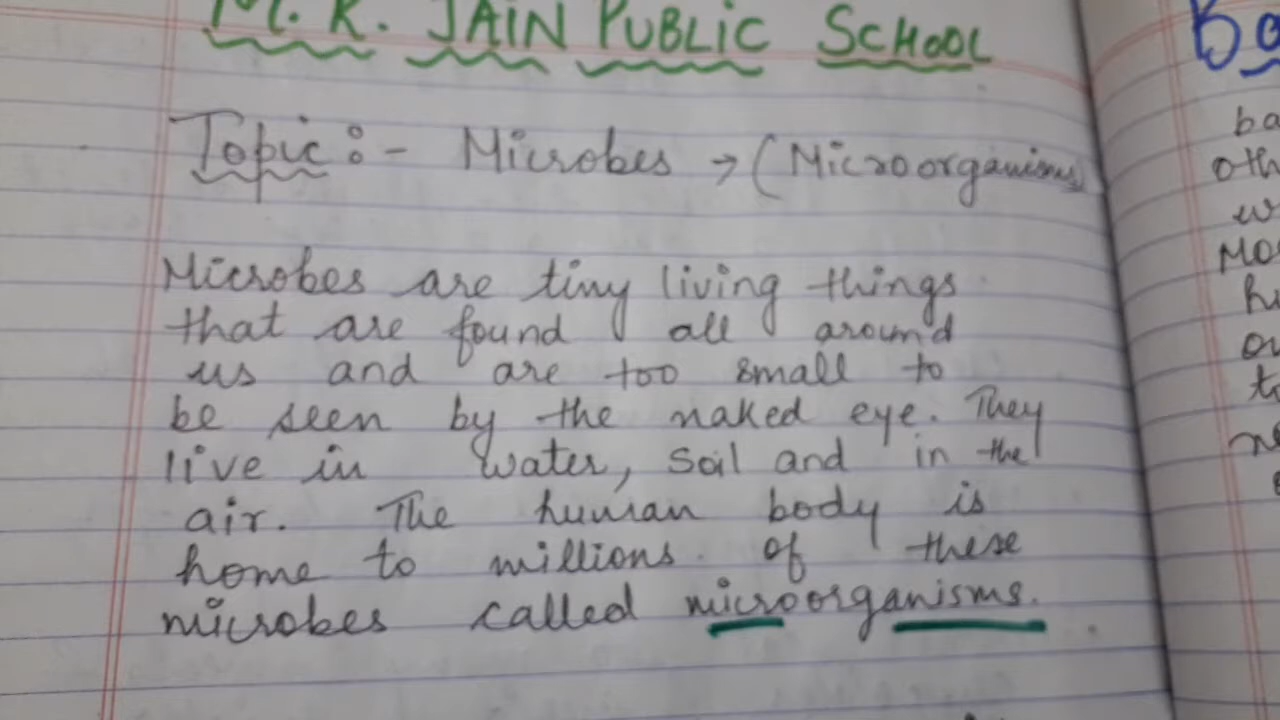 M. K. JAIN PUBLIC SCHOOL
Topic :- Microbes → (Microorganisms)
Microbes are tiny living things
that are found all around
us and are too small to
be seen by the naked eye. They
live in water, soil and in the
air. The human body is
home to millions of these
microbes called microorganisms.